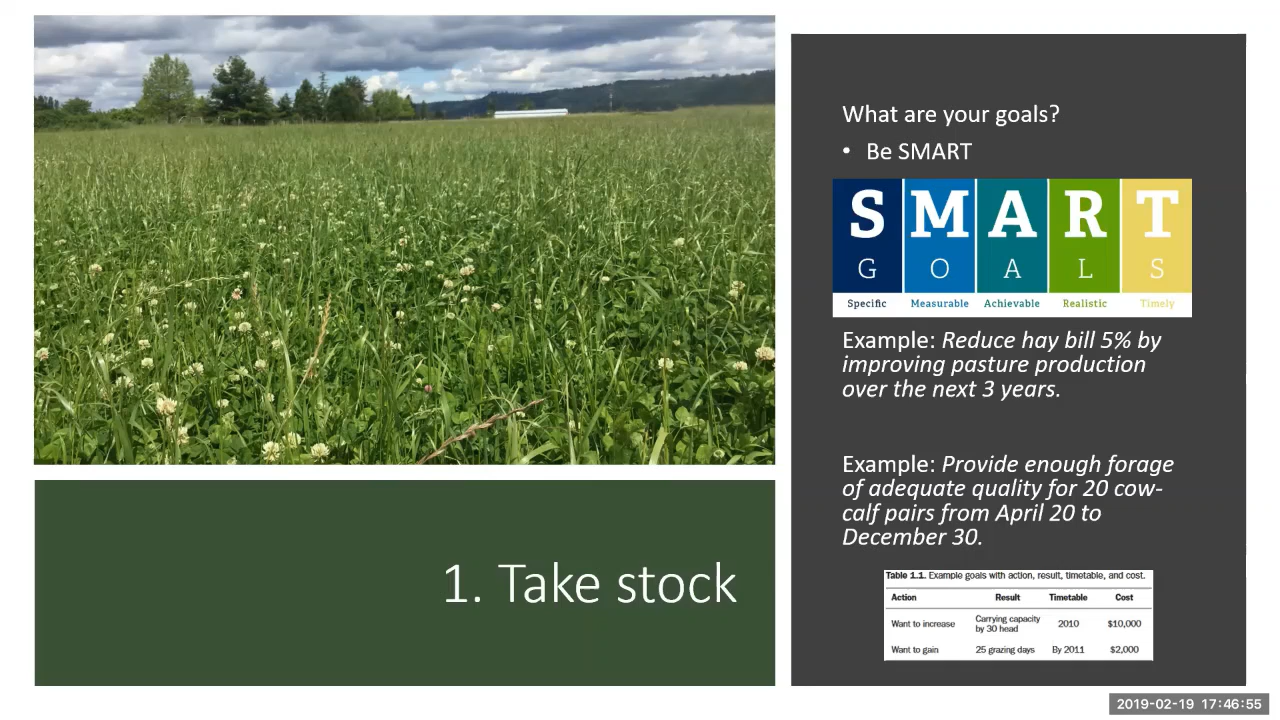 What are your goals?
• Be SMART
S M A R T
G O A L S
Specific Measurable Achievable Realistic Timely
Example: Reduce hay bill 5% by
improving pasture production
over the next 3 years.
Example: Provide enough forage
of adequate quality for 20 cow-
calf pairs from April 20 to
December 30.
Table 1.1. Example goals with action, result, timetable, and cost.
Action Result Timetable Cost
Want to increase Carrying capacity
by 30 head 2010 $10,000
Want to gain 25 grazing days By 2011 $2,000
1. Take stock
2019-02-19 17:46:55